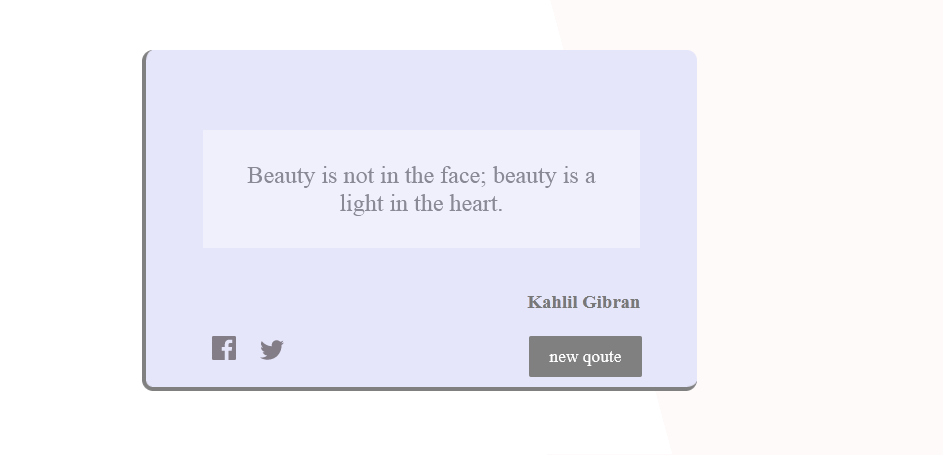 Beauty is not in the face; beauty is a
light in the heart.
Kahlil Gibran
new qoute